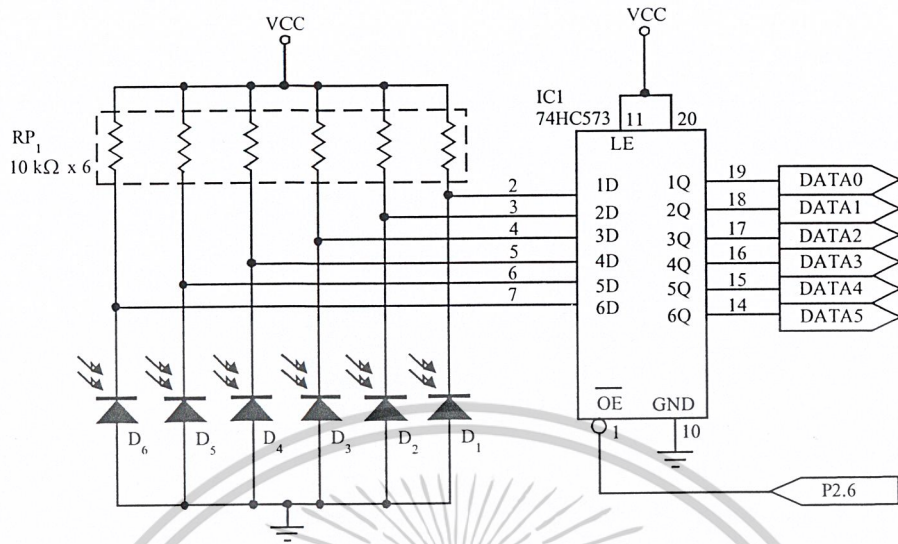 VCC
VCC
RP1
10 kΩ x 6
IC1
74HC573
11
20
LE
2
3
4
5
6
7
1D
2D
3D
4D
5D
6D
1Q
2Q
3Q
4Q
5Q
6Q
19
18
17
16
15
14
DATA0
DATA1
DATA2
DATA3
DATA4
DATA5
OE
GND
1
10
D6
D5
D4
D3
D2
D1
P2.6